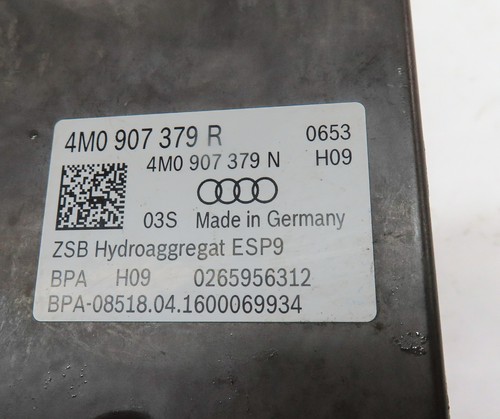 4M0 907 379 R 0653
4M0 907 379 N H09
03S Made in Germany
ZSB Hydroaggregat ESP9
BPA H09 0265956312
BPA-08518.04.1600069934